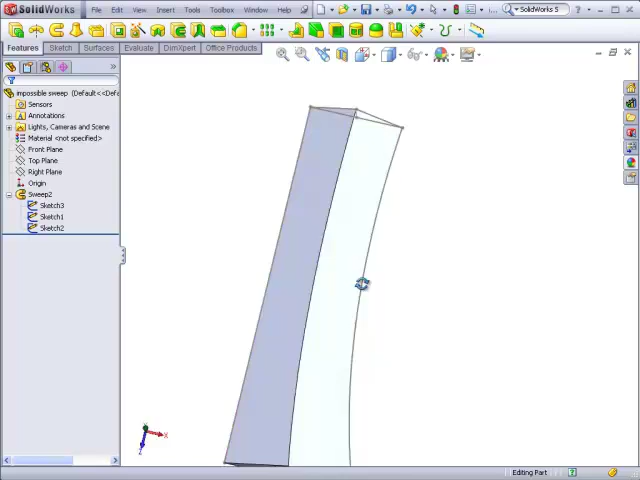 SolidWorks
File Edit View Insert Tools Toolbox Window Help
SolidWorks S
Features Sketch Surfaces Evaluate DimXpert Office Products
impossible sweep (Default<<Defa
Sensors
Annotations
Lights, Cameras and Scene
Material <not specified>
Front Plane
Top Plane
Right Plane
Origin
Sweep2
Sketch3
Sketch1
Sketch2
X
Z
Editing Part